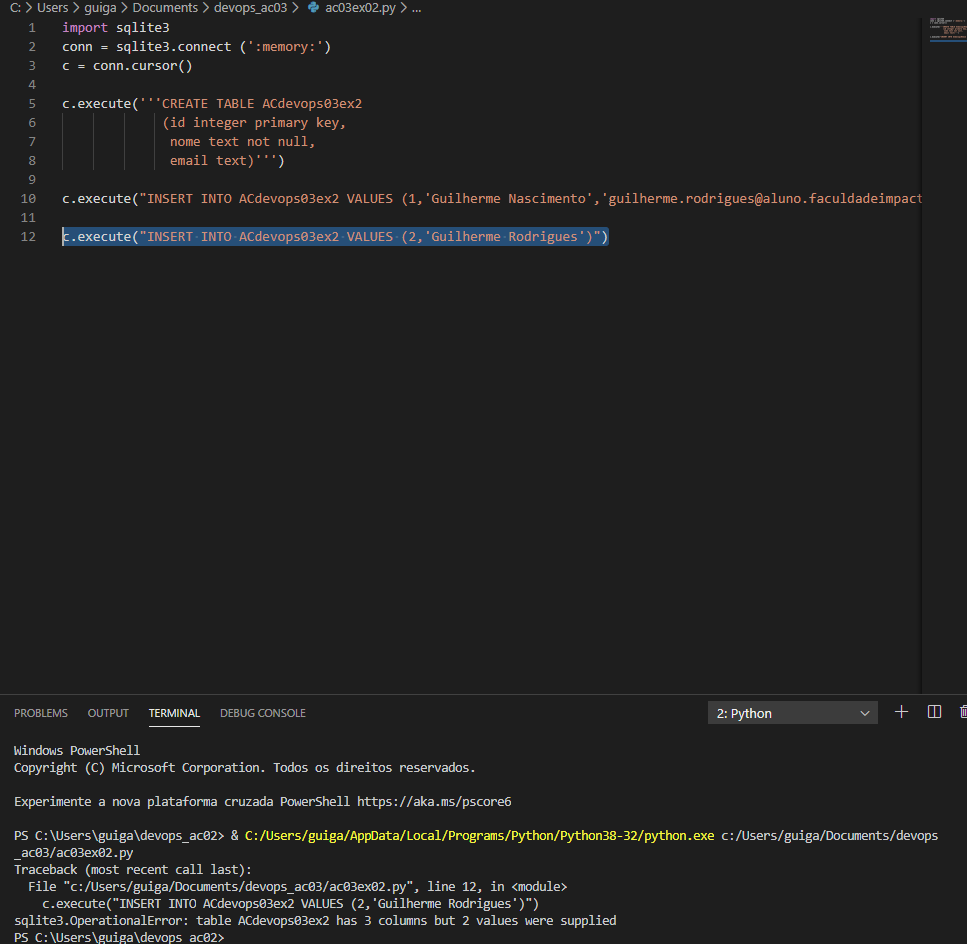 C: > Users > guiga > Documents > devops_ac03 > ac03ex02.py > ...
1 import sqlite3
2 conn = sqlite3.connect (':memory:')
3 c = conn.cursor()
4
5 c.execute('''CREATE TABLE ACdevops03ex2
6 (id integer primary key,
7 nome text not null,
8 email text)''')
9
10 c.execute("INSERT INTO ACdevops03ex2 VALUES (1,'Guilherme Nascimento','guilherme.rodrigues@aluno.faculdadeimpact
11
12 c.execute("INSERT INTO ACdevops03ex2 VALUES (2,'Guilherme Rodrigues')")
PROBLEMS OUTPUT TERMINAL DEBUG CONSOLE 2: Python
Windows PowerShell
Copyright (C) Microsoft Corporation. Todos os direitos reservados.
Experimente a nova plataforma cruzada PowerShell https://aka.ms/pscore6
PS C:\Users\guiga\devops_ac02> & C:/Users/guiga/AppData/Local/Programs/Python/Python38-32/python.exe c:/Users/guiga/Documents/devops
_ac03/ac03ex02.py
Traceback (most recent call last):
File "c:/Users/guiga/Documents/devops_ac03/ac03ex02.py", line 12, in <module>
c.execute("INSERT INTO ACdevops03ex2 VALUES (2,'Guilherme Rodrigues')")
sqlite3.OperationalError: table ACdevops03ex2 has 3 columns but 2 values were supplied
PS C:\Users\guiga\devops_ac02>